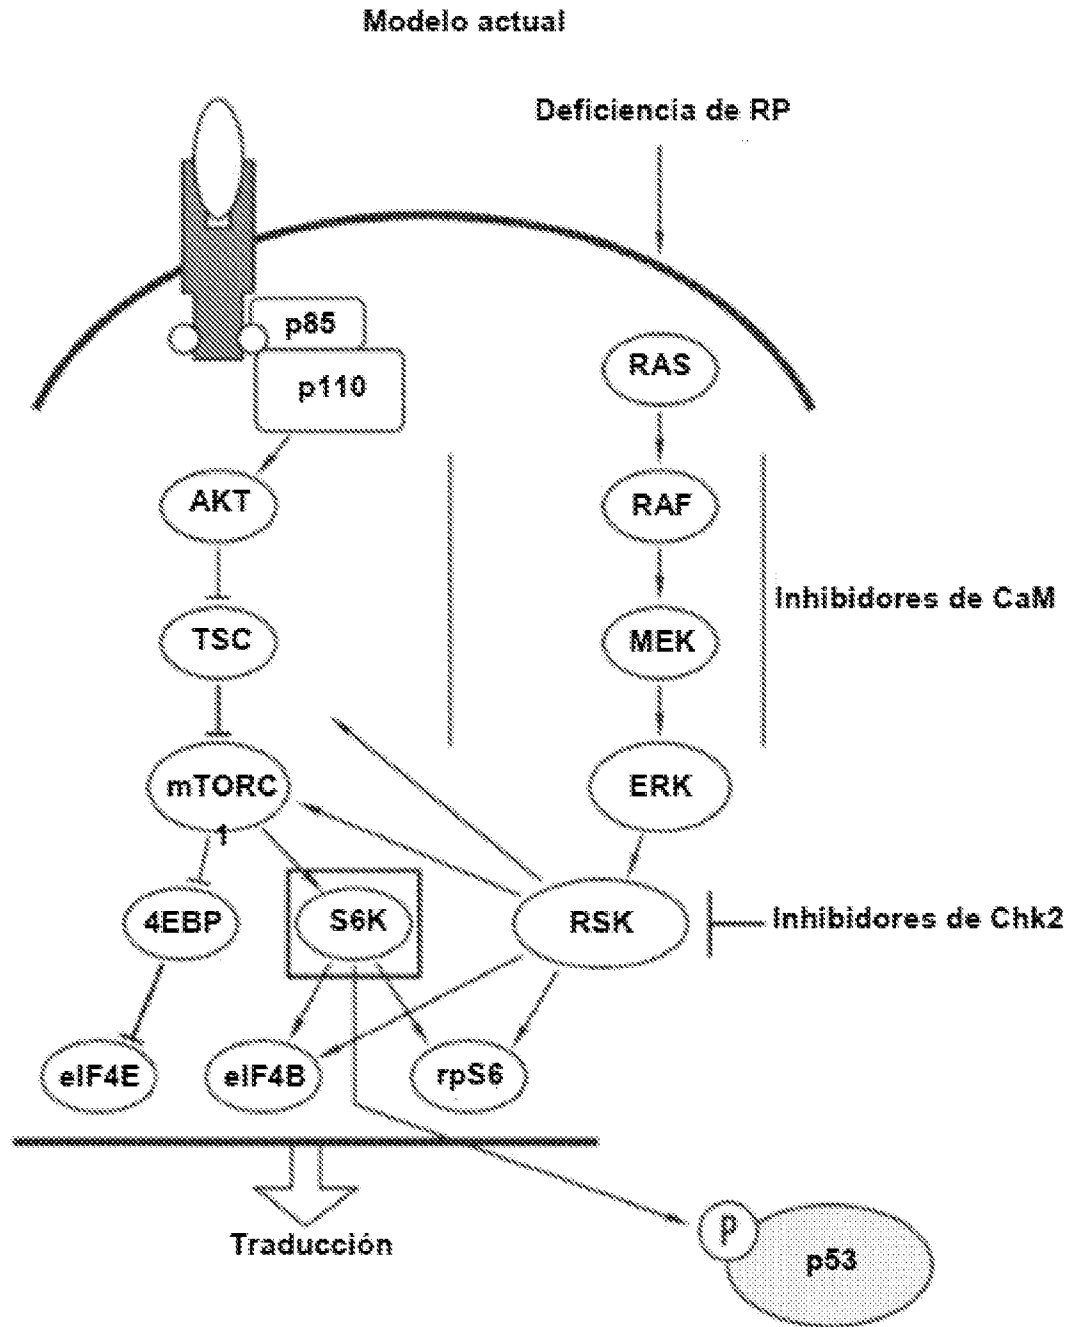 Modelo actual
Deficiencia de RP
p85
p110
RAS
AKT
RAF
TSC
MEK
Inhibidores de CaM
mTORC
1
ERK
4EBP
S6K
RSK
Inhibidores de Chk2
eIF4E
eIF4B
rpS6
Traducción
P
p53